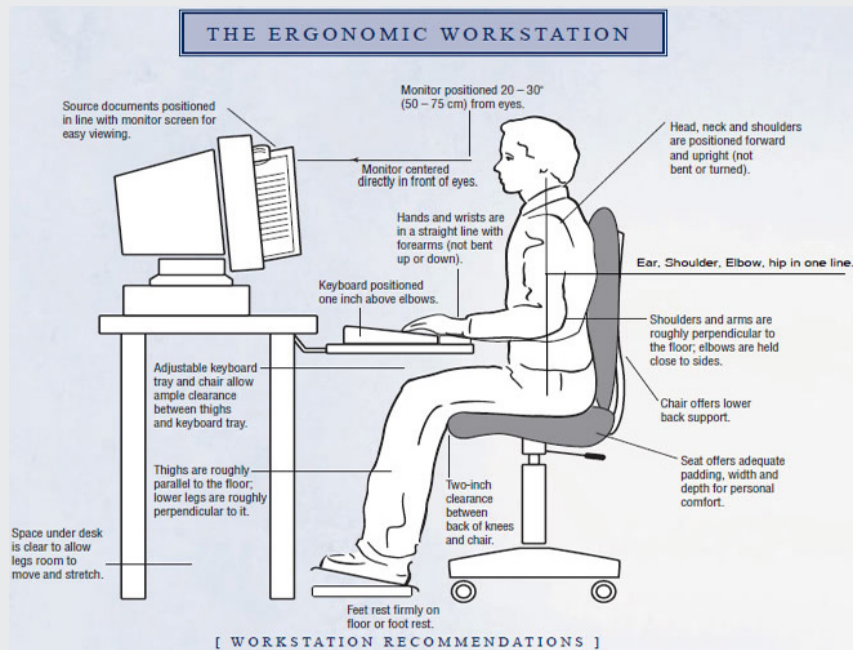 THE ERGONOMIC WORKSTATION
Monitor positioned 20 – 30"
(50 – 75 cm) from eyes.
Source documents positioned
in line with monitor screen for
easy viewing.
Head, neck and shoulders
are positioned forward
and upright (not
bent or turned).
Monitor centered
directly in front of eyes.
Hands and wrists are
in a straight line with
forearms (not bent
up or down).
Ear, Shoulder, Elbow, hip in one line.
Keyboard positioned
one inch above elbows.
Shoulders and arms are
roughly perpendicular to
the floor; elbows are held
close to sides.
Adjustable keyboard
tray and chair allow
ample clearance
between thighs
and keyboard tray.
Chair offers lower
back support.
Seat offers adequate
padding, width and
depth for personal
comfort.
Thighs are roughly
parallel to the floor;
lower legs are roughly
perpendicular to it.
Two-inch
clearance
between
back of knees
and chair.
Space under desk
is clear to allow
legs room to
move and stretch.
Feet rest firmly on
floor or foot rest.
[ WORKSTATION RECOMMENDATIONS ]